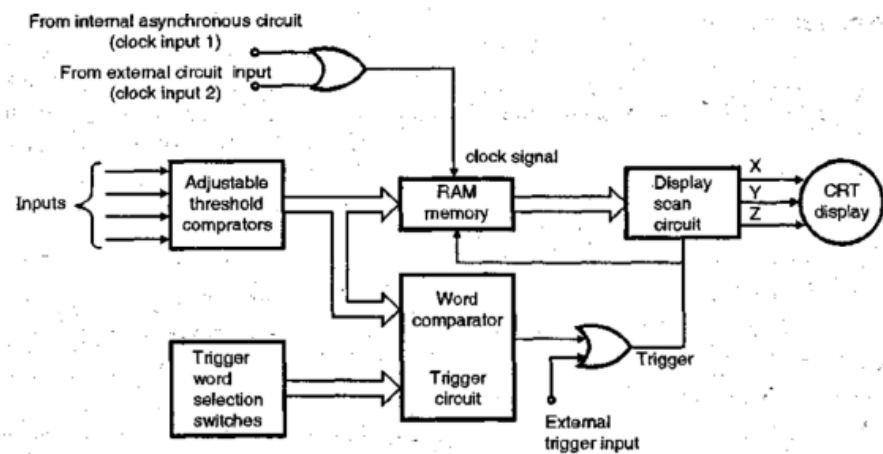 From internal asynchronous circuit
(clock input 1)
From external circuit input
(clock input 2)
clock signal
Inputs
Adjustable
threshold
comprators
RAM
memory
Display
scan
circuit
X
Y
Z
CRT
display
Word
comparator
Trigger
circuit
Trigger
word
selection
switches
Trigger
External
trigger input